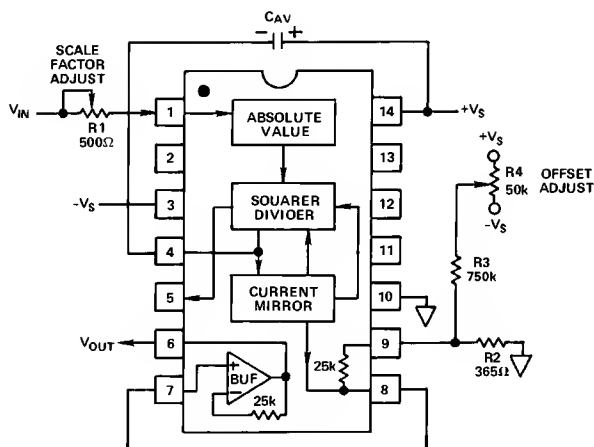 CAV
− +
SCALE
FACTOR
ADJUST
VIN
R1
500Ω
1
ABSOLUTE
VALUE
14
+VS
2
13
+VS
R4
50k
OFFSET
ADJUST
−VS
−VS
3
SOUARER
DIVIOER
12
4
11
R3
750k
5
CURRENT
MIRROR
10
VOUT
6
9
R2
365Ω
25k
7
+
BUF
−
25k
8